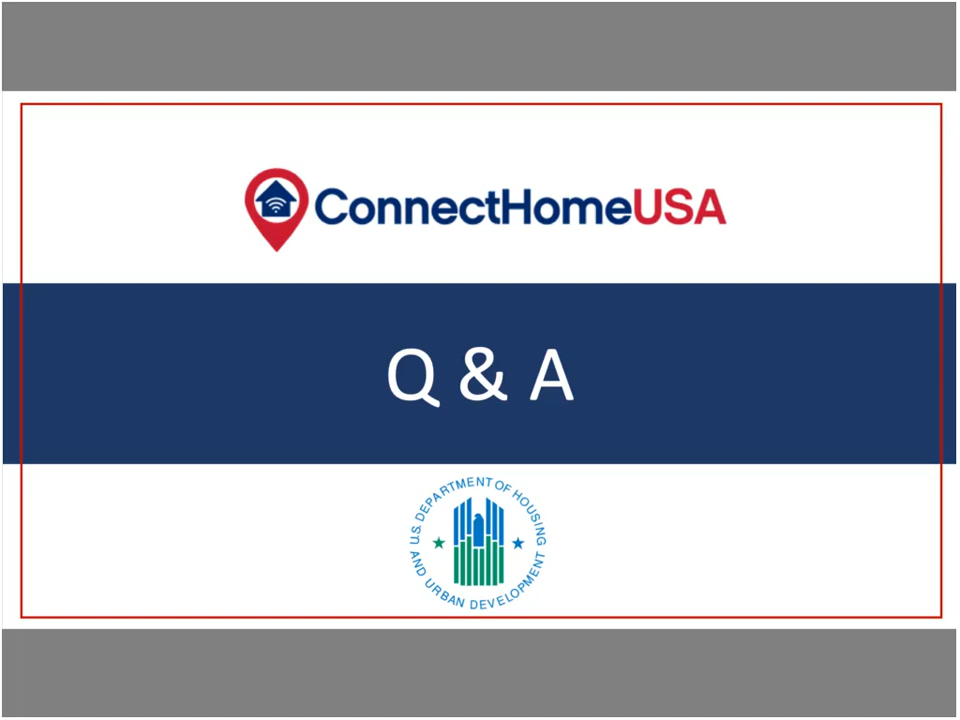 ConnectHomeUSA
Q & A
U.S. DEPARTMENT OF HOUSING
AND URBAN DEVELOPMENT